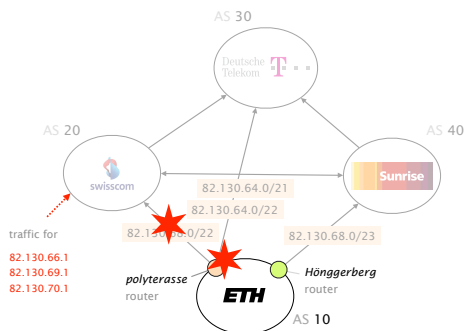 AS 30
Deutsche
Telekom
T
AS 20
AS 40
swisscom
Sunrise
82.130.64.0/21
82.130.64.0/22
traffic for
82.130.66.1
82.130.69.1
82.130.70.1
82.130.68.0/23
polyterasse
router
Hönggerberg
router
ETH
AS 10